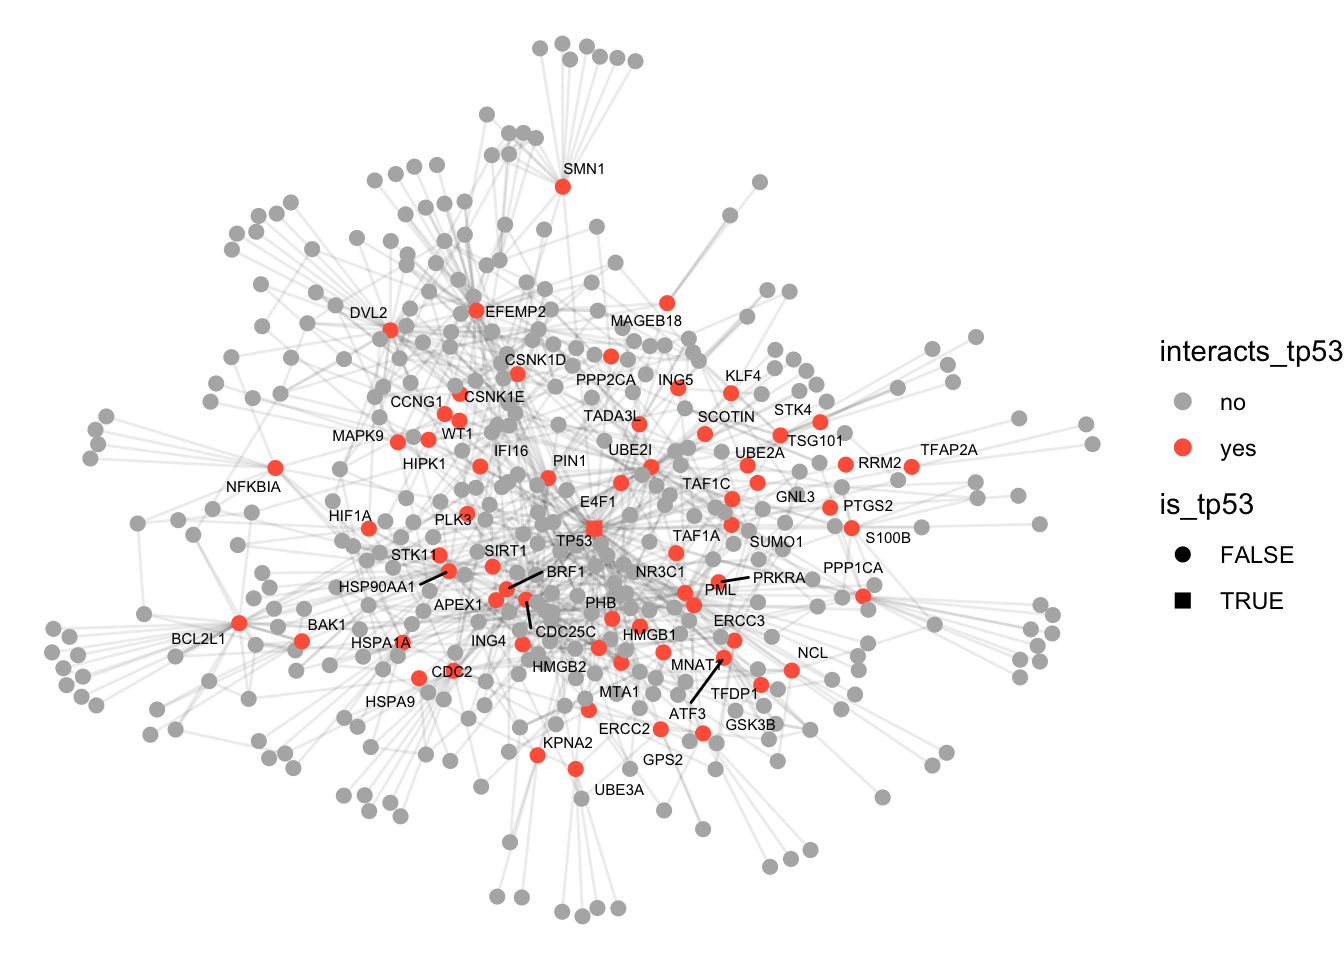 SMN1
DVL2
EFEMP2
MAGEB18
CSNK1D
PPP2CA
ING5
KLF4
CCNG1
CSNK1E
TADA3L
SCOTIN
STK4
MAPK9
WT1
TSG101
HIPK1
IFI16
PIN1
UBE2I
UBE2A
RRM2
TFAP2A
NFKBIA
TAF1C
GNL3
PTGS2
HIF1A
PLK3
E4F1
TP53
TAF1A
SUMO1
S100B
STK11
SIRT1
HSP90AA1
BRF1
NR3C1
PRKRA
PPP1CA
APEX1
PHB
PML
BCL2L1
BAK1
HSPA1A
ING4
CDC25C
HMGB1
ERCC3
HMGB2
MNAT1
NCL
CDC2
HSPA9
MTA1
TFDP1
ATF3
ERCC2
GSK3B
KPNA2
GPS2
UBE3A
interacts_tp53
no
yes
is_tp53
FALSE
TRUE